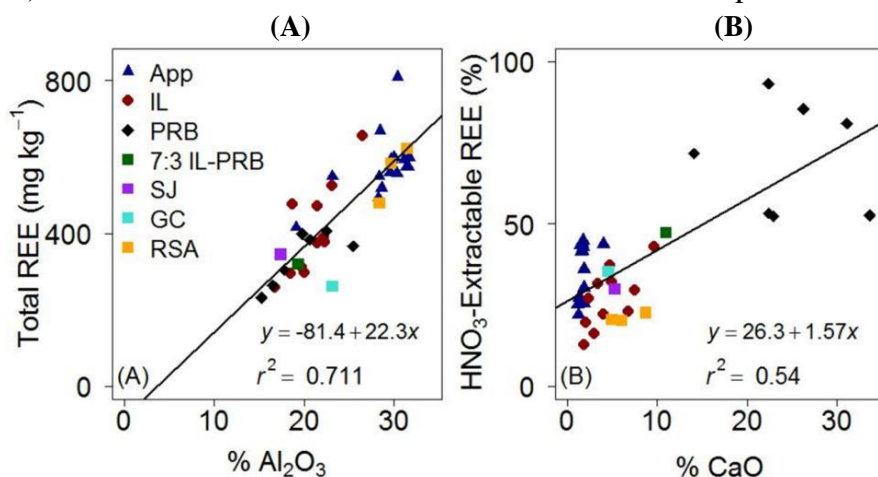 (A)
(B)
Total REE (mg kg⁻¹)
800
400
0
App
IL
PRB
7:3 IL-PRB
SJ
GC
RSA
y = -81.4 + 22.3x
r² = 0.711
(A)
0
10
20
30
% Al₂O₃
HNO₃-Extractable REE (%)
100
50
0
y = 26.3 + 1.57x
r² = 0.54
(B)
0
10
20
30
% CaO